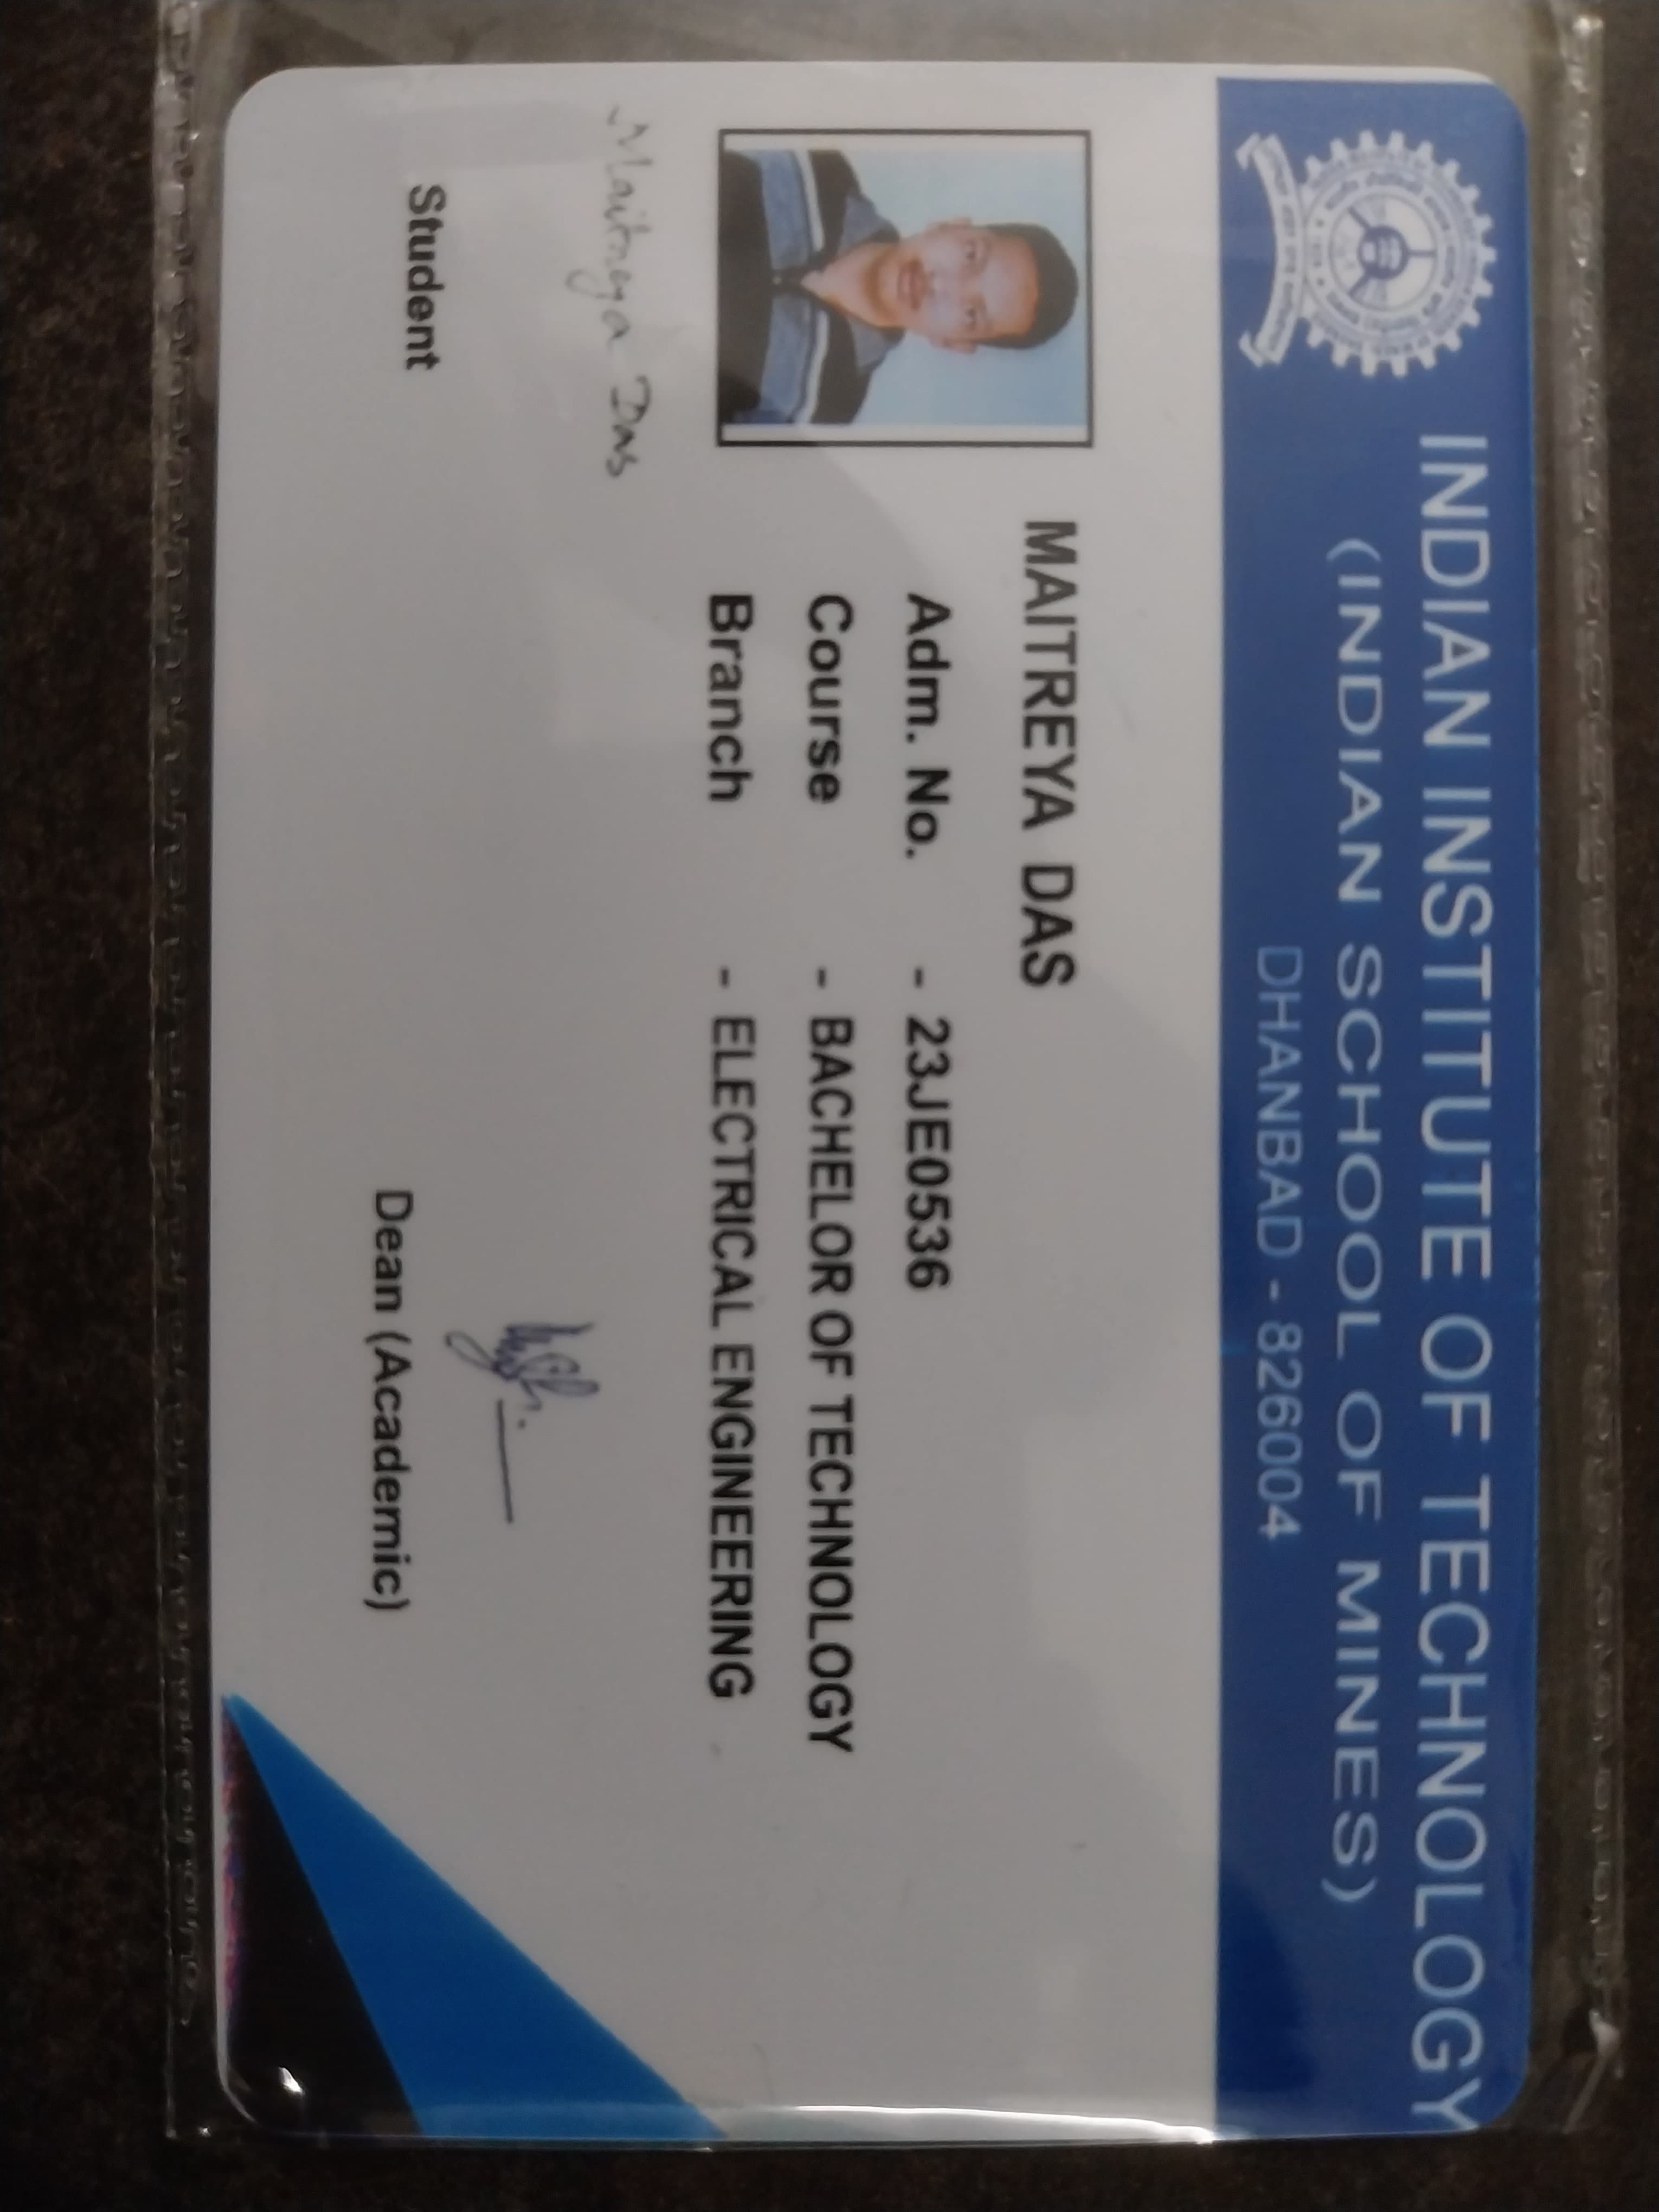 INDIAN INSTITUTE OF TECHNOLOGY
(INDIAN SCHOOL OF MINES)
DHANBAD - 826004
MAITREYA DAS
Adm. No. - 23JE0536
Course - BACHELOR OF TECHNOLOGY
Branch - ELECTRICAL ENGINEERING
Maitreya Das
Student
Dean (Academic)